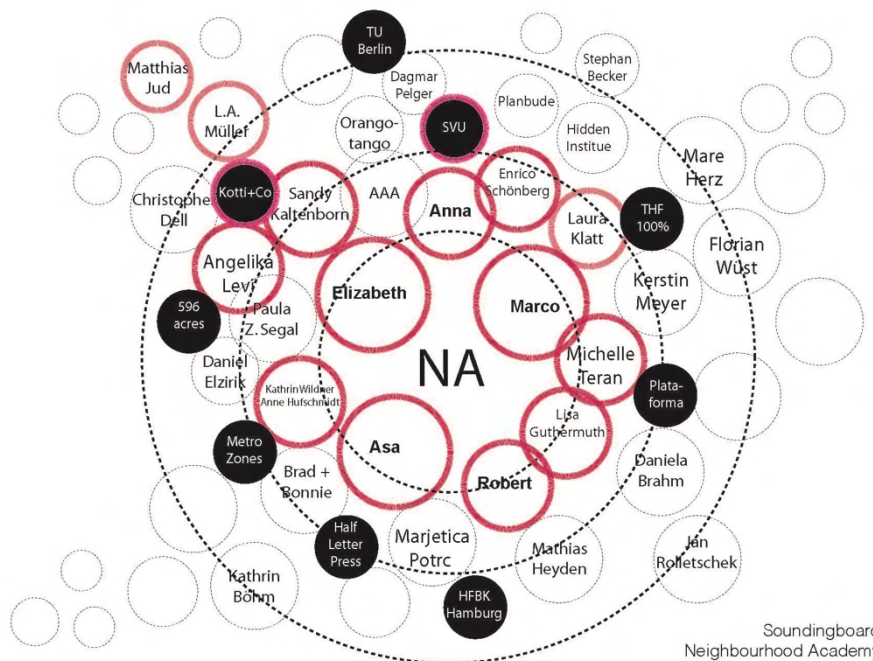 TU
Berlin
Stephan
Becker
Matthias
Jud
Dagmar
Pelger
Planbude
L.A.
Müller
Orango-
tango
SVU
Hidden
Institue
Mare
Herz
Christophe
Dell
Kotti+Co
Sandy
Kaltenborn
AAA
Anna
Enrico
Schönberg
Laura
Klatt
THF
100%
Florian
Wüst
Angelika
Levi
Elizabeth
Marco
Kerstin
Meyer
596
acres
Paula
Z. Segal
NA
Michelle
Teran
Daniel
Elzirik
Kathrin Wildner
Anne Hufschmidt
Plata-
forma
Lisa
Guthermuth
Asa
Metro
Zones
Brad +
Bonnie
Robert
Daniela
Brahm
Half
Letter
Press
Marjetica
Potrc
Mathias
Heyden
Jan
Rolletschek
Kathrin
Böhm
HFBK
Hamburg
Soundingboard
Neighbourhood Academy